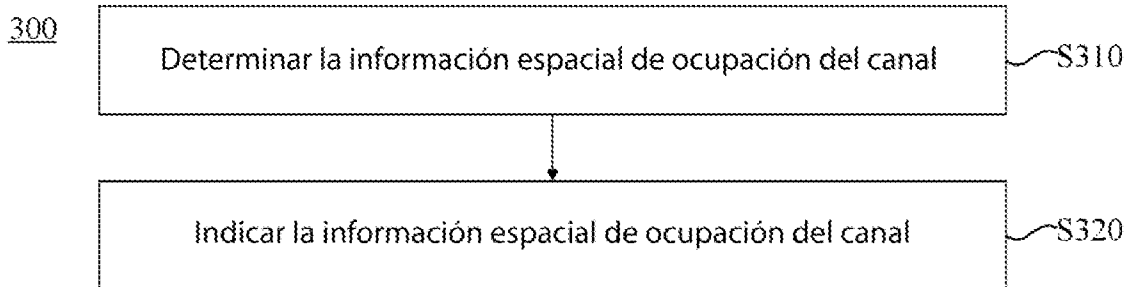 300
Determinar la información espacial de ocupación del canal
S310
Indicar la información espacial de ocupación del canal
S320